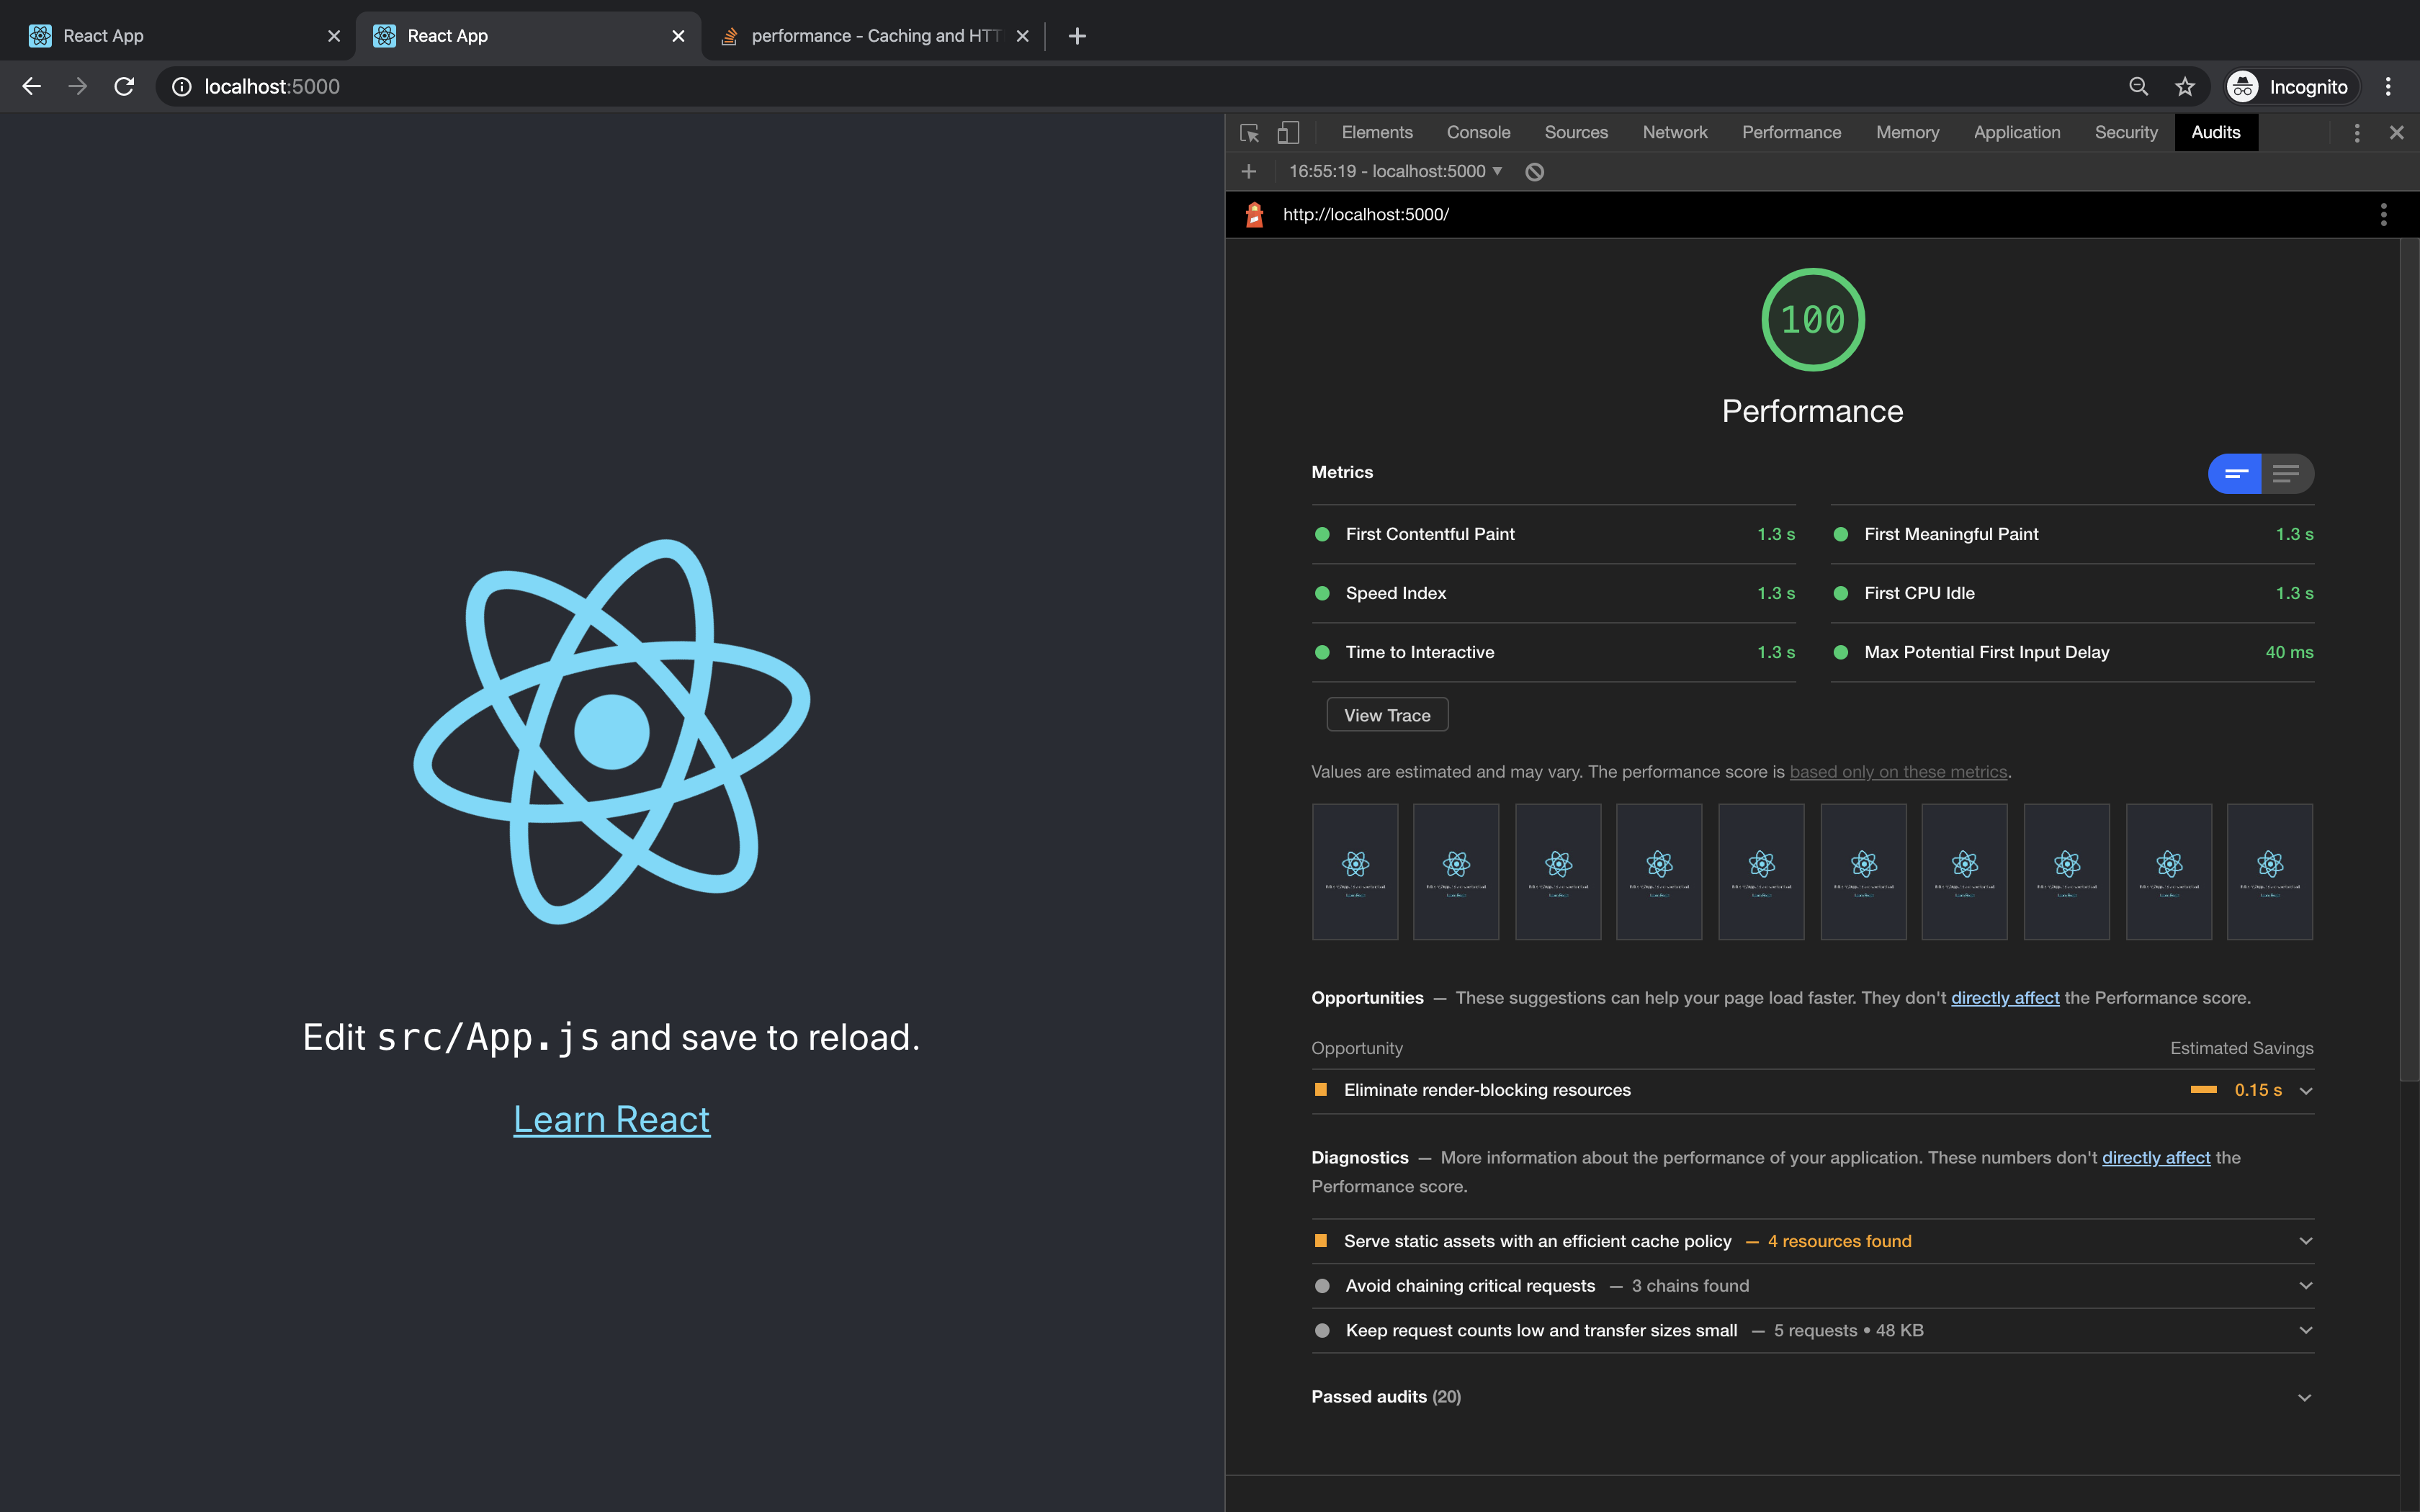 React App
React App
performance - Caching and HTT
localhost:5000
Incognito
Elements Console Sources Network Performance Memory Application Security Audits
16:55:19 - localhost:5000
http://localhost:5000/
100
Performance
Metrics
First Contentful Paint 1.3 s
First Meaningful Paint 1.3 s
Speed Index 1.3 s
First CPU Idle 1.3 s
Time to Interactive 1.3 s
Max Potential First Input Delay 40 ms
View Trace
Values are estimated and may vary. The performance score is based only on these metrics.
Opportunities — These suggestions can help your page load faster. They don't directly affect the Performance score.
Opportunity Estimated Savings
Eliminate render-blocking resources 0.15 s
Diagnostics — More information about the performance of your application. These numbers don't directly affect the
Performance score.
Serve static assets with an efficient cache policy — 4 resources found
Avoid chaining critical requests — 3 chains found
Keep request counts low and transfer sizes small — 5 requests • 48 KB
Passed audits (20)
Edit src/App.js and save to reload.
Learn React